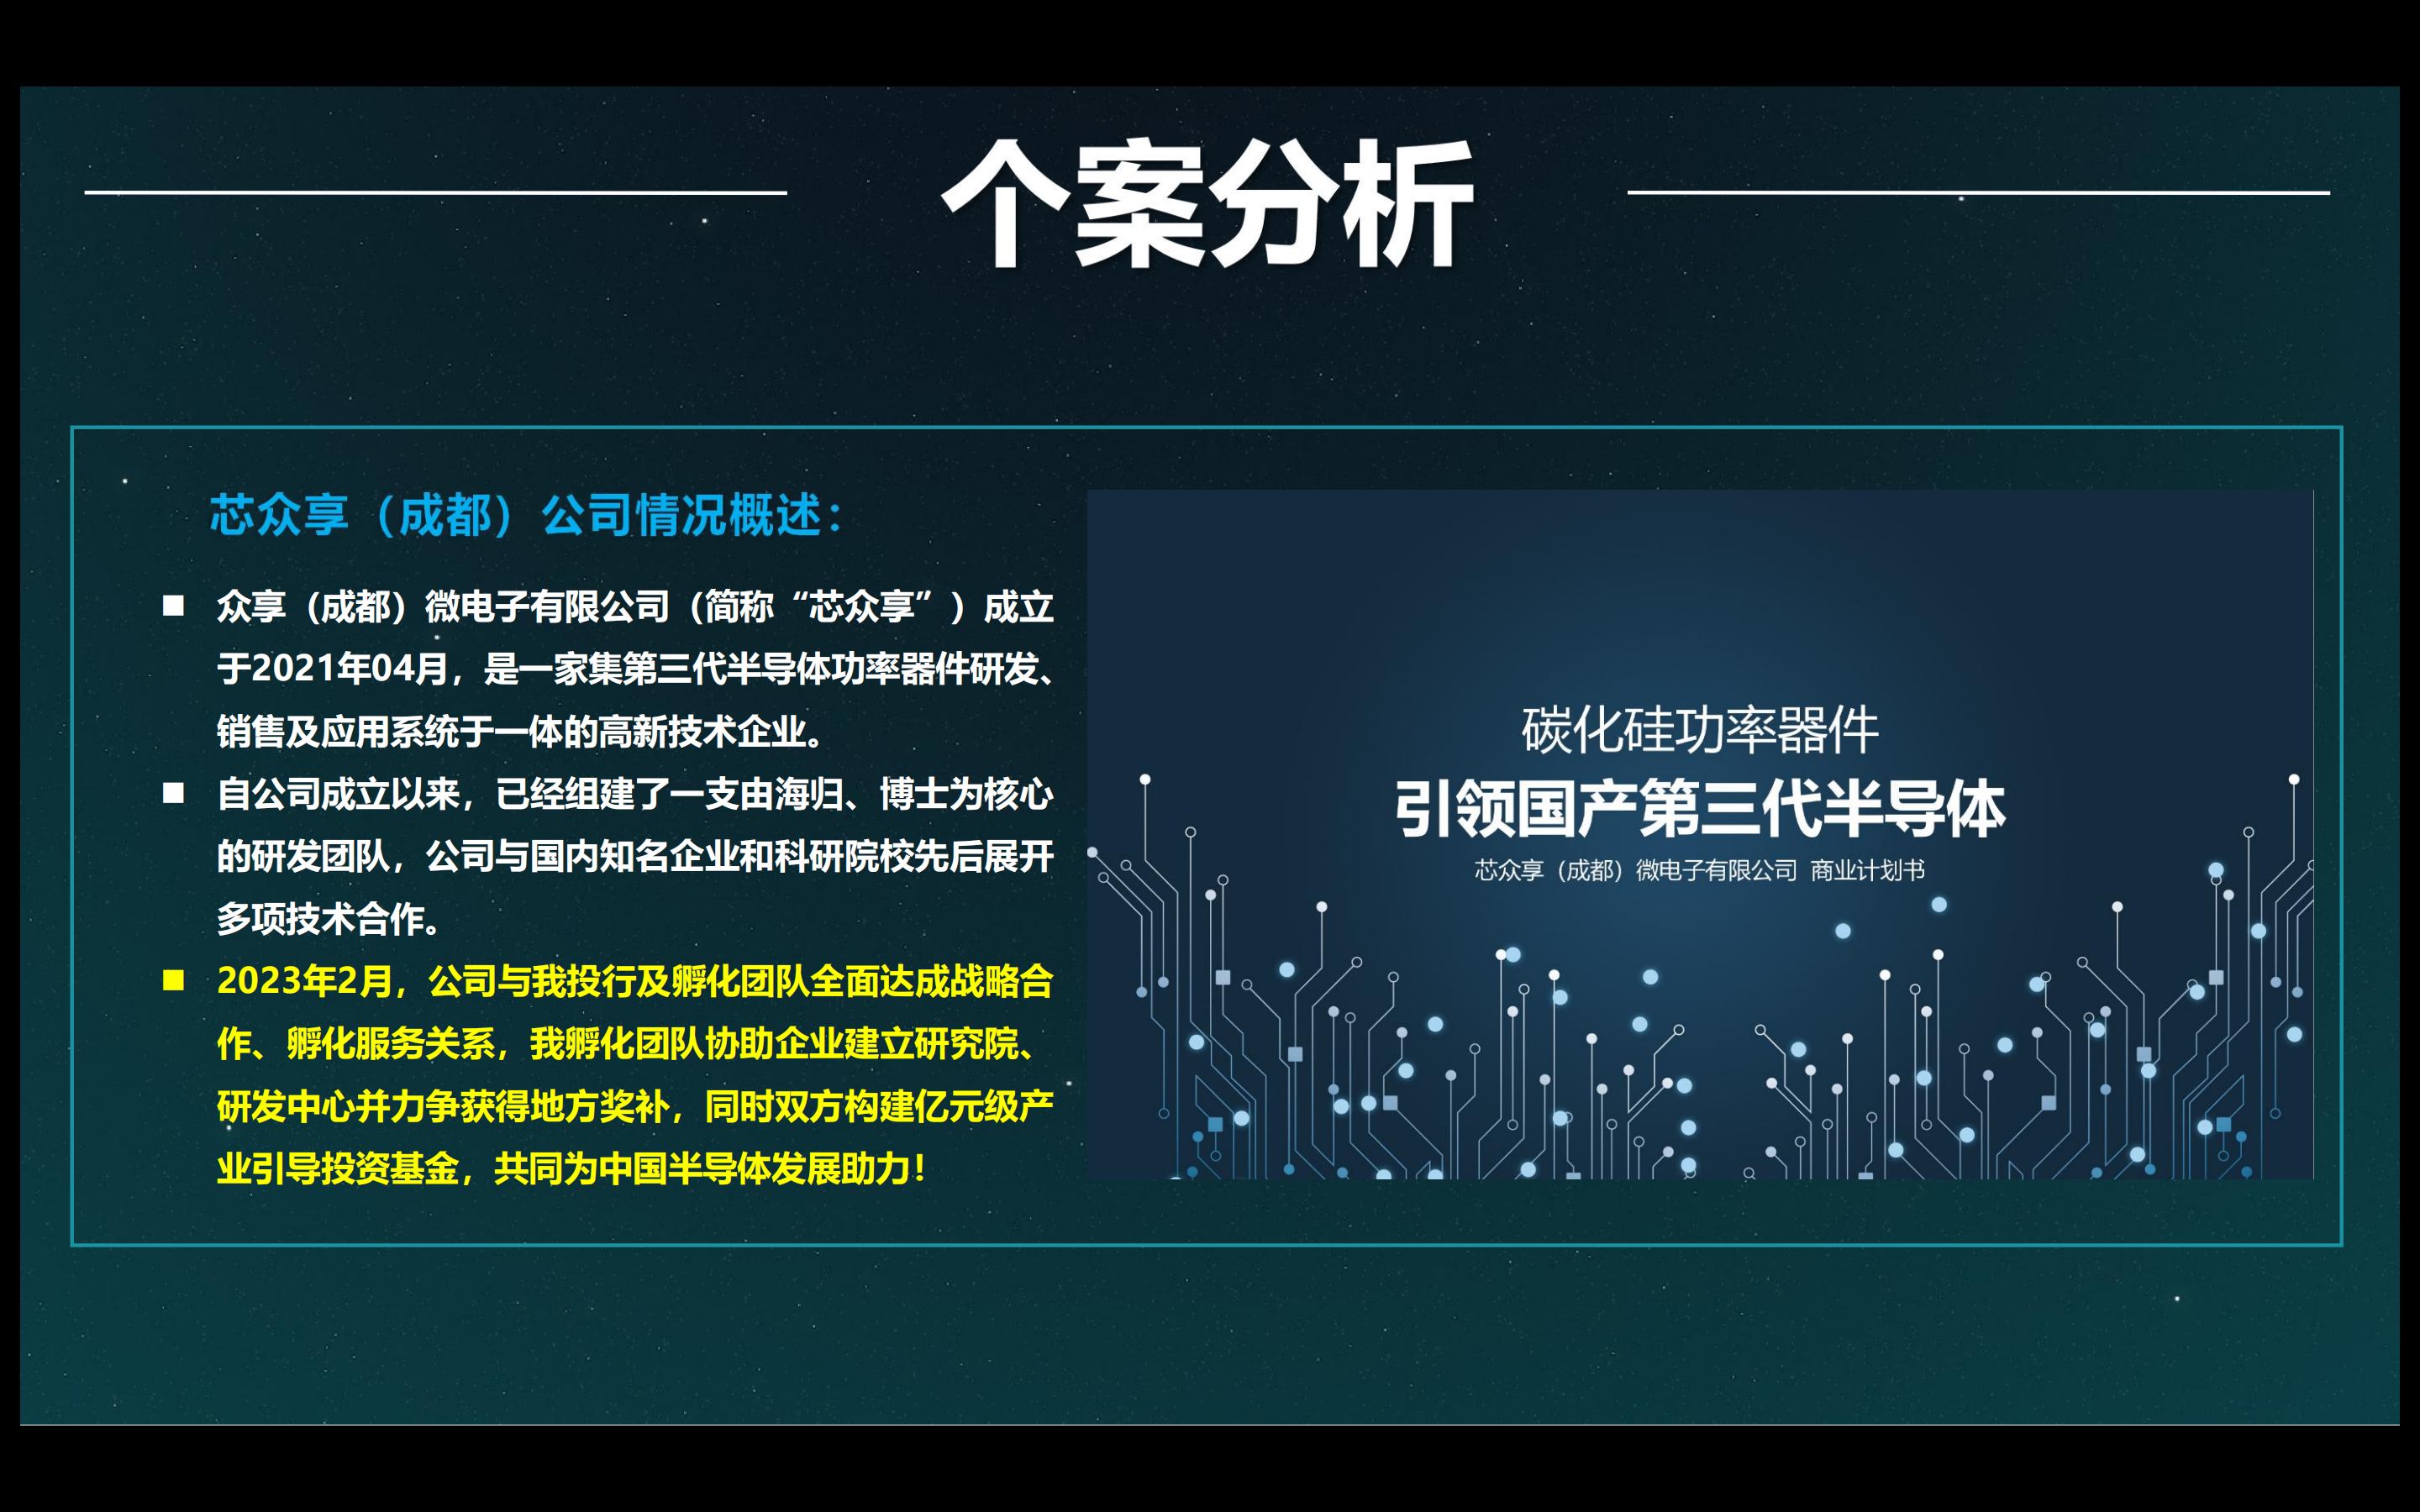 个案分析
芯众享（成都）公司情况概述：
■ 众享（成都）微电子有限公司（简称“芯众享”）成立
于2021年04月，是一家集第三代半导体功率器件研发、
销售及应用系统于一体的高新技术企业。
■ 自公司成立以来，已经组建了一支由海归、博士为核心
的研发团队，公司与国内知名企业和科研院校先后展开
多项技术合作。
■ 2023年2月，公司与我投行及孵化团队全面达成战略合
作、孵化服务关系，我孵化团队协助企业建立研究院、
研发中心并力争获得地方奖补，同时双方构建亿元级产
业引导投资基金，共同为中国半导体发展助力！
碳化硅功率器件
引领国产第三代半导体
芯众享（成都）微电子有限公司 商业计划书